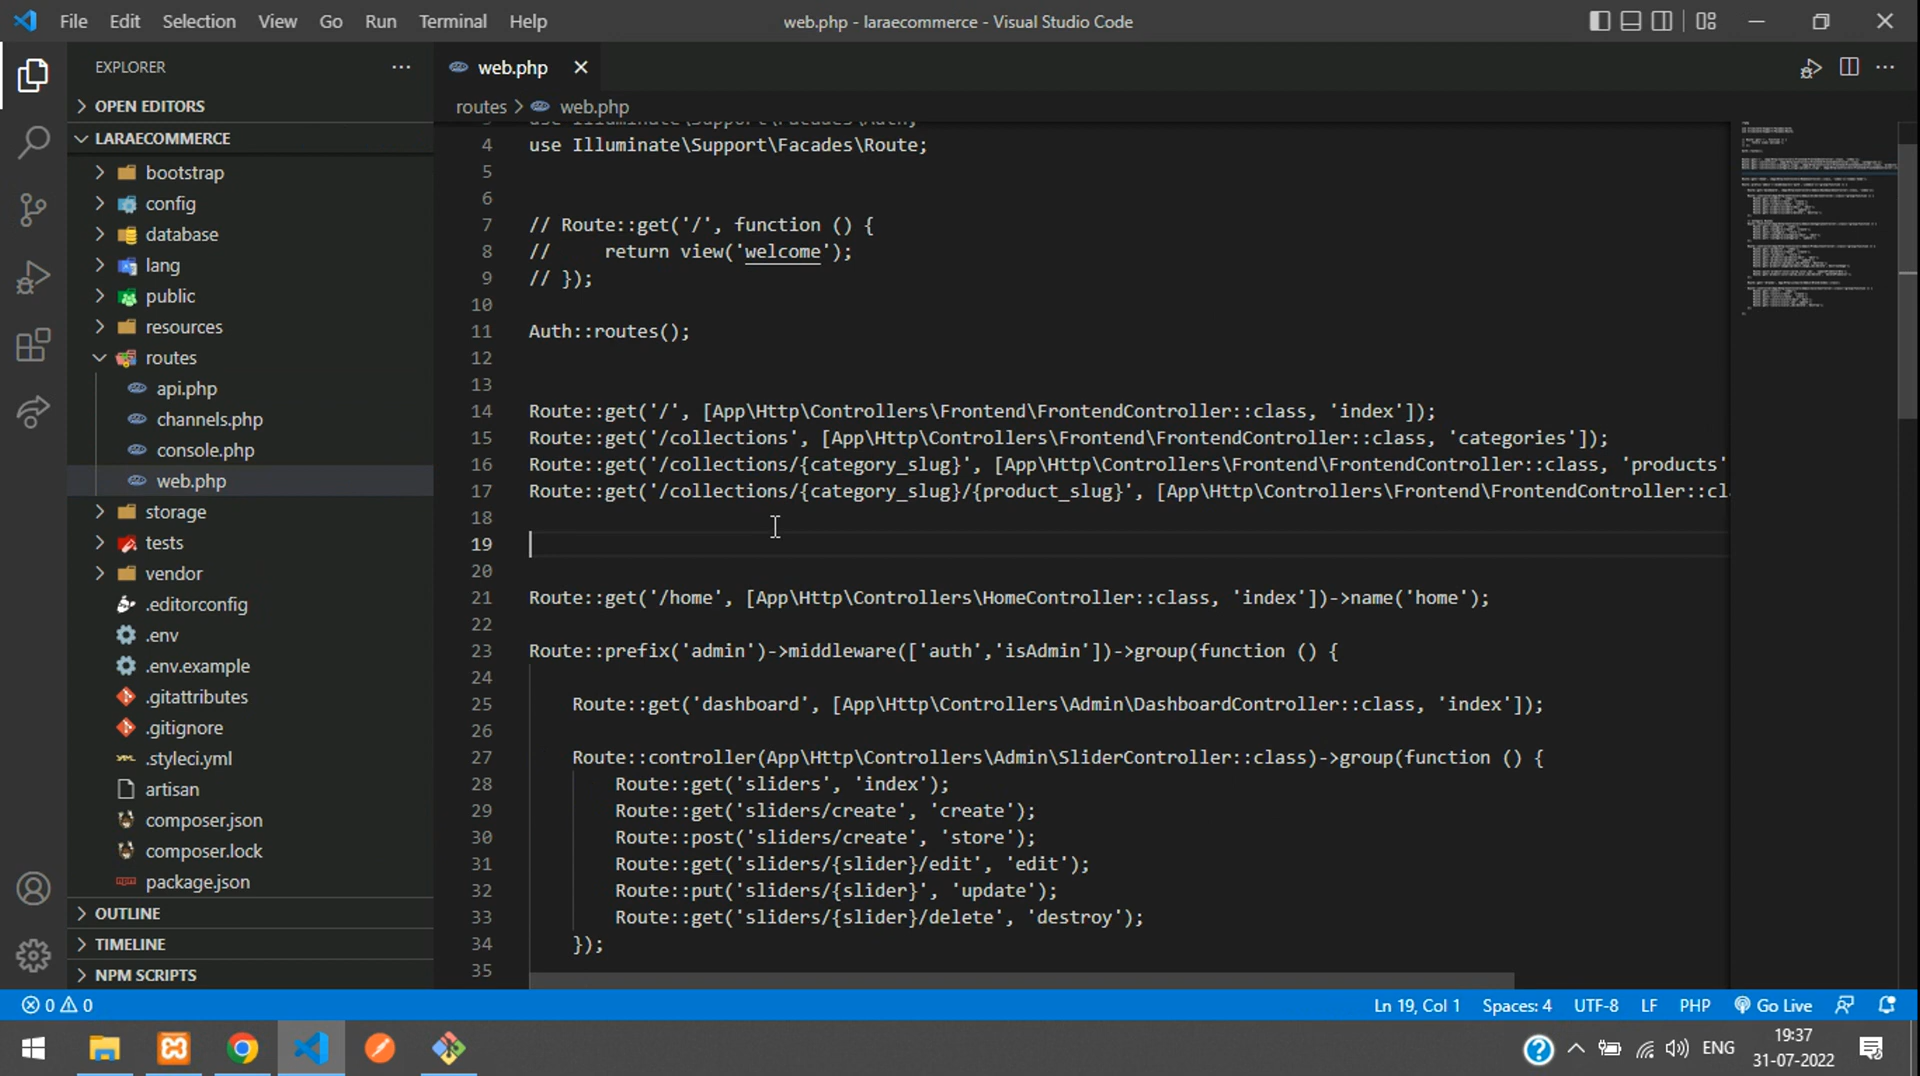 File Edit Selection View Go Run Terminal Help
web.php - laraecommerce - Visual Studio Code
EXPLORER
OPEN EDITORS
LARAECOMMERCE
bootstrap
config
database
lang
public
resources
routes
api.php
channels.php
console.php
web.php
storage
tests
vendor
.editorconfig
.env
.env.example
.gitattributes
.gitignore
.styleci.yml
artisan
composer.json
composer.lock
package.json
OUTLINE
TIMELINE
NPM SCRIPTS
web.php
routes > web.php
3 use Illuminate\Support\Facades\Auth;
4 use Illuminate\Support\Facades\Route;
5
6
7 // Route::get('/', function () {
8 //     return view('welcome');
9 // });
10
11 Auth::routes();
12
13
14 Route::get('/', [App\Http\Controllers\Frontend\FrontendController::class, 'index']);
15 Route::get('/collections', [App\Http\Controllers\Frontend\FrontendController::class, 'categories']);
16 Route::get('/collections/{category_slug}', [App\Http\Controllers\Frontend\FrontendController::class, 'products'
17 Route::get('/collections/{category_slug}/{product_slug}', [App\Http\Controllers\Frontend\FrontendController::cl
18
19
20
21 Route::get('/home', [App\Http\Controllers\HomeController::class, 'index'])->name('home');
22
23 Route::prefix('admin')->middleware(['auth','isAdmin'])->group(function () {
24
25     Route::get('dashboard', [App\Http\Controllers\Admin\DashboardController::class, 'index']);
26
27     Route::controller(App\Http\Controllers\Admin\SliderController::class)->group(function () {
28         Route::get('sliders', 'index');
29         Route::get('sliders/create', 'create');
30         Route::post('sliders/create', 'store');
31         Route::get('sliders/{slider}/edit', 'edit');
32         Route::put('sliders/{slider}', 'update');
33         Route::get('sliders/{slider}/delete', 'destroy');
34     });
35
0 0
Ln 19, Col 1 Spaces: 4 UTF-8 LF PHP Go Live
ENG
19:37
31-07-2022